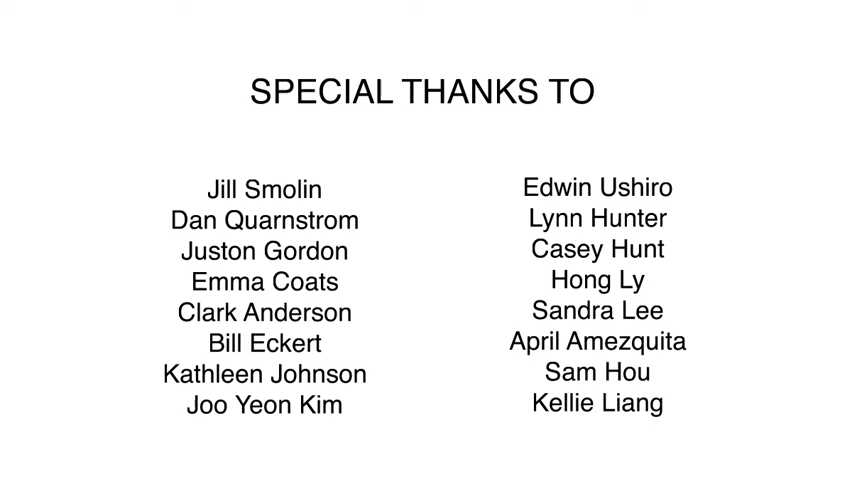 SPECIAL THANKS TO
Jill Smolin
Dan Quarnstrom
Juston Gordon
Emma Coats
Clark Anderson
Bill Eckert
Kathleen Johnson
Joo Yeon Kim
Edwin Ushiro
Lynn Hunter
Casey Hunt
Hong Ly
Sandra Lee
April Amezquita
Sam Hou
Kellie Liang